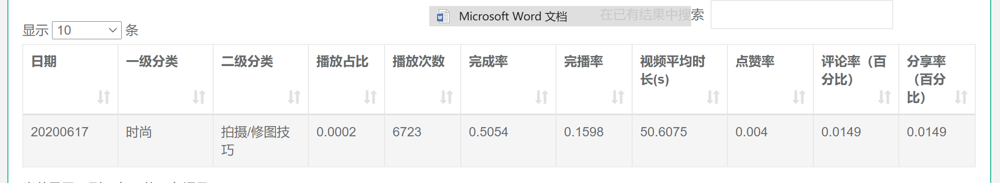 Microsoft Word 文档
在已有结果中搜索
显示 10 条
日期 一级分类 二级分类 播放占比 播放次数 完成率 完播率 视频平均时 点赞率 评论率（百 分享率
长(s) 分比） （百分
比）
20200617 时尚 拍摄/修图技 0.0002 6723 0.5054 0.1598 50.6075 0.004 0.0149 0.0149
巧